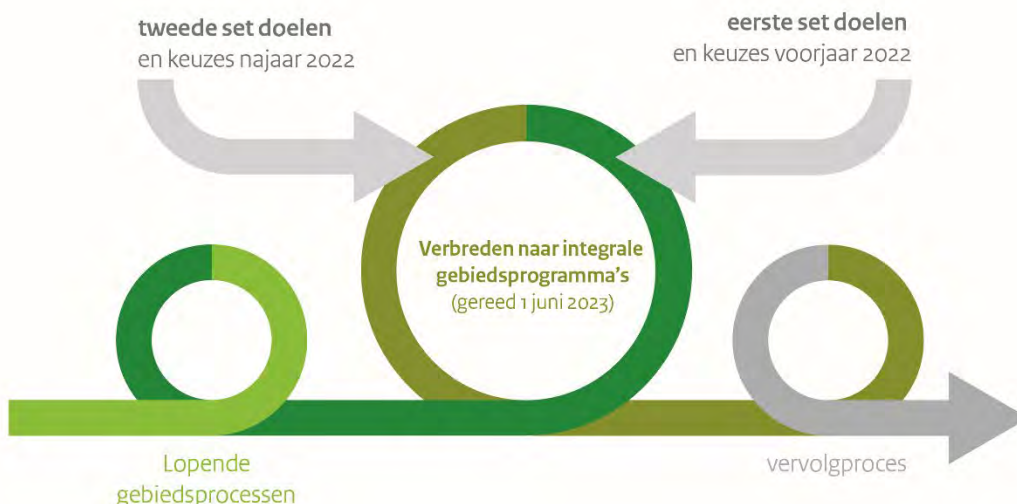 tweede set doelen
en keuzes najaar 2022
eerste set doelen
en keuzes voorjaar 2022
Verbreden naar integrale
gebiedsprogramma's
(gereed 1 juni 2023)
Lopende
gebiedsprocessen
vervolgproces